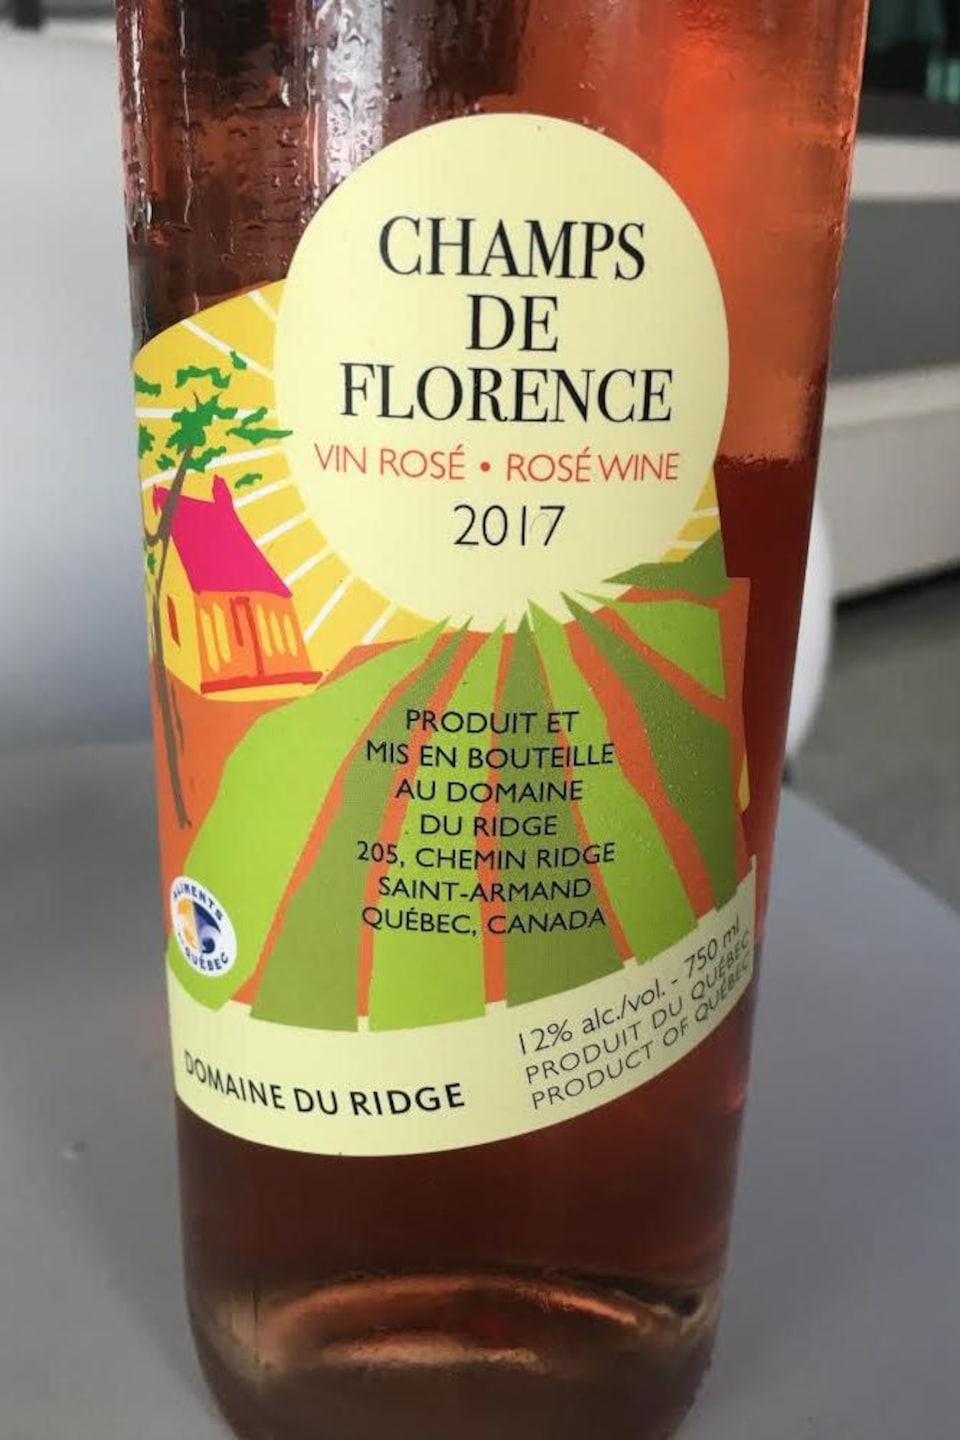 CHAMPS
DE
FLORENCE
VIN ROSÉ • ROSÉ WINE
2017
PRODUIT ET
MIS EN BOUTEILLE
AU DOMAINE
DU RIDGE
205, CHEMIN RIDGE
SAINT-ARMAND
QUÉBEC, CANADA
ALIMENTS
QUÉBEC
12% alc./vol. - 750 ml
PRODUIT DU QUÉBEC
PRODUCT OF QUÉBEC
DOMAINE DU RIDGE